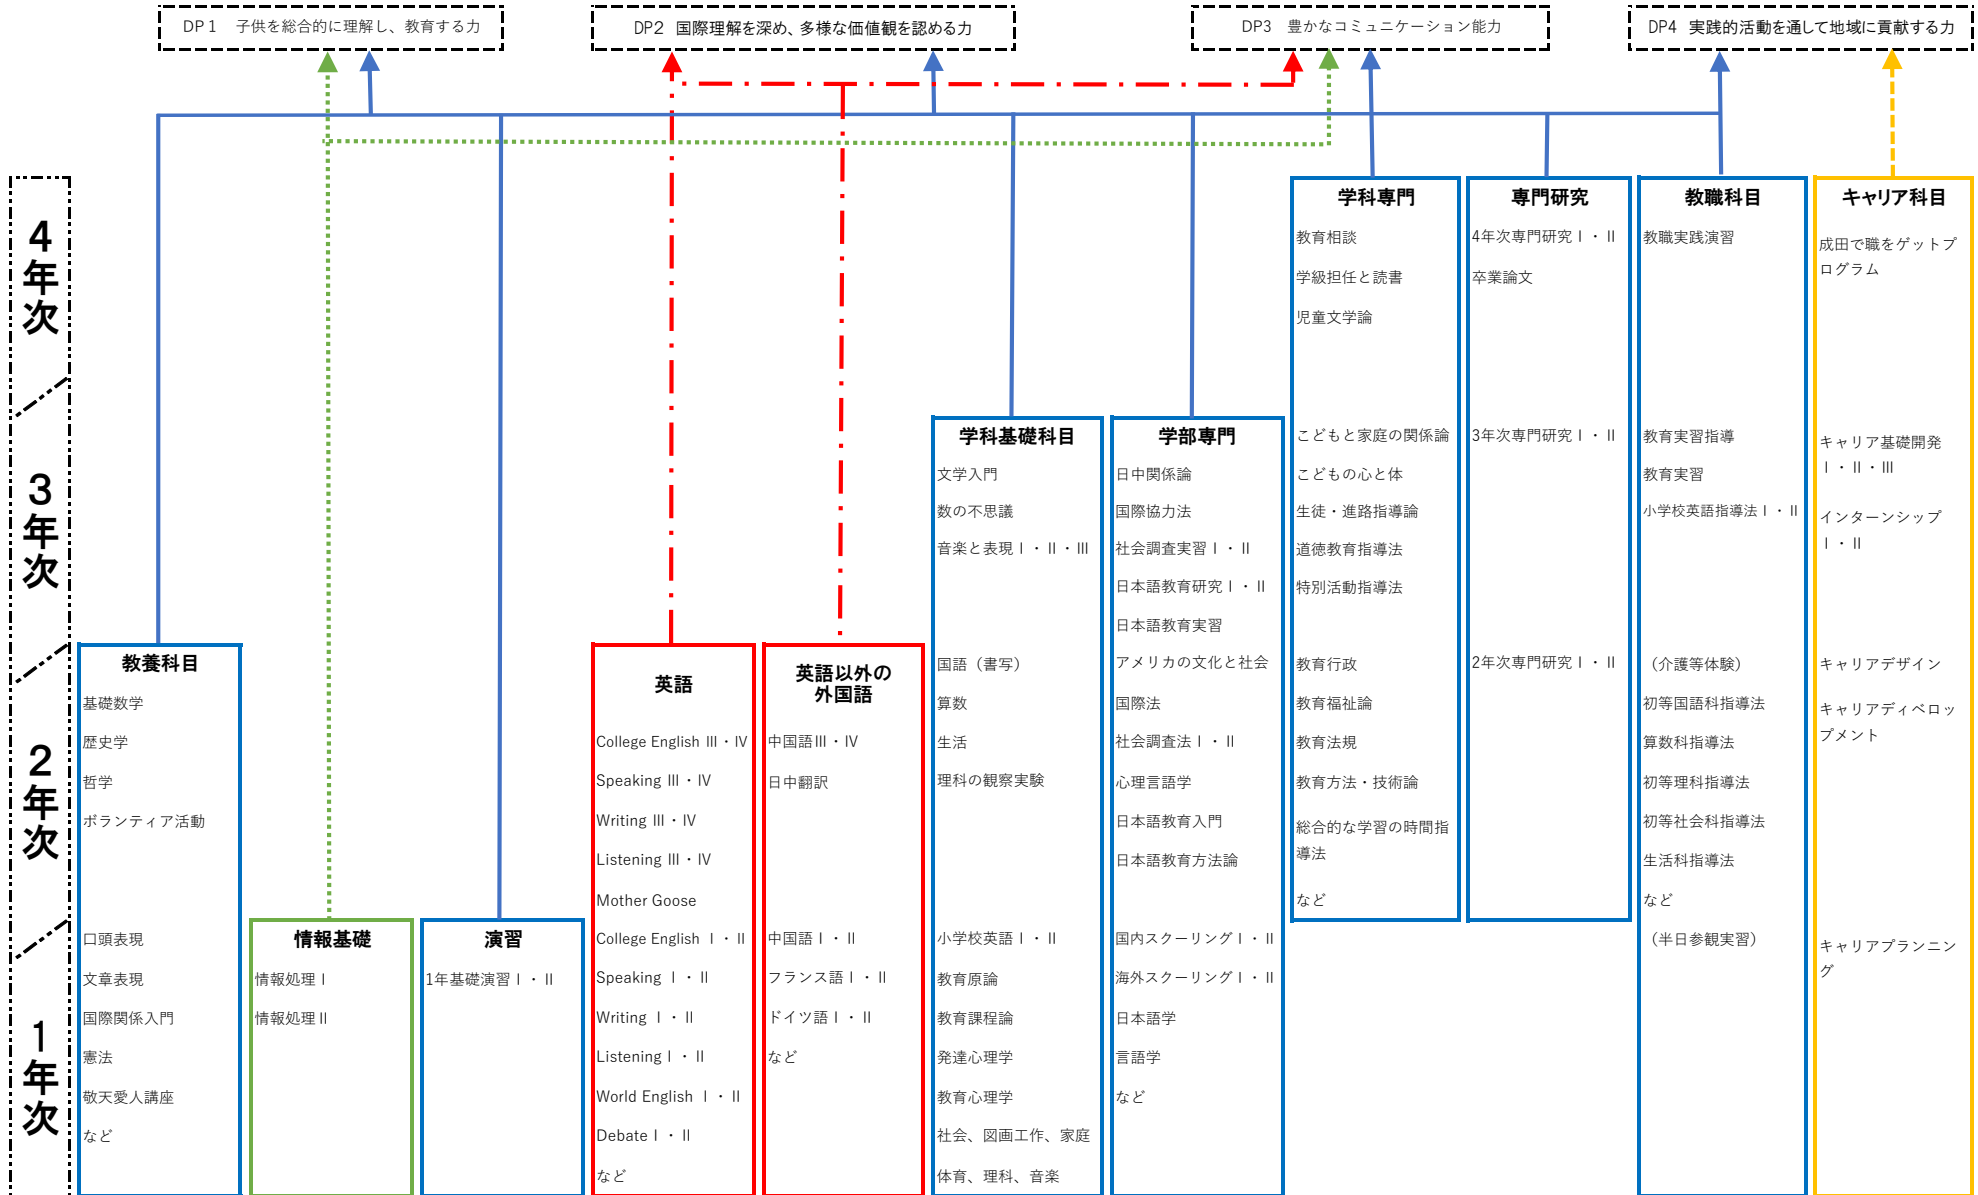 DP1 子供を総合的に理解し、教育する力
DP2 国際理解を深め、多様な価値観を認める力
DP3 豊かなコミュニケーション能力
DP4 実践的活動を通して地域に貢献する力
4年次
3年次
2年次
1年次
教養科目
基礎数学
歴史学
哲学
ボランティア活動
口頭表現
文章表現
国際関係入門
憲法
敬天愛人講座
など
情報基礎
情報処理Ⅰ
情報処理Ⅱ
演習
1年基礎演習Ⅰ・Ⅱ
英語
College English Ⅲ・Ⅳ
Speaking Ⅲ・Ⅳ
Writing Ⅲ・Ⅳ
Listening Ⅲ・Ⅳ
Mother Goose
College English Ⅰ・Ⅱ
Speaking Ⅰ・Ⅱ
Writing Ⅰ・Ⅱ
Listening Ⅰ・Ⅱ
World English Ⅰ・Ⅱ
Debate Ⅰ・Ⅱ
など
英語以外の
外国語
中国語Ⅲ・Ⅳ
日中翻訳
中国語Ⅰ・Ⅱ
フランス語Ⅰ・Ⅱ
ドイツ語Ⅰ・Ⅱ
など
学科基礎科目
文学入門
数の不思議
音楽と表現Ⅰ・Ⅱ・Ⅲ
国語（書写）
算数
生活
理科の観察実験
小学校英語Ⅰ・Ⅱ
教育原論
教育課程論
発達心理学
教育心理学
社会、図画工作、家庭
体育、理科、音楽
学部専門
日中関係論
国際協力法
社会調査実習Ⅰ・Ⅱ
日本語教育研究Ⅰ・Ⅱ
日本語教育実習
アメリカの文化と社会
国際法
社会調査法Ⅰ・Ⅱ
心理言語学
日本語教育入門
日本語教育方法論
国内スクーリングⅠ・Ⅱ
海外スクーリングⅠ・Ⅱ
日本語学
言語学
など
学科専門
教育相談
学級担任と読書
児童文学論
こどもと家庭の関係論
こどもの心と体
生徒・進路指導論
道徳教育指導法
特別活動指導法
教育行政
教育福祉論
教育法規
教育方法・技術論
総合的な学習の時間指
導法
など
専門研究
4年次専門研究Ⅰ・Ⅱ
卒業論文
3年次専門研究Ⅰ・Ⅱ
2年次専門研究Ⅰ・Ⅱ
教職科目
教職実践演習
教育実習指導
教育実習
小学校英語指導法Ⅰ・Ⅱ
（介護等体験）
初等国語科指導法
算数科指導法
初等理科指導法
初等社会科指導法
生活科指導法
など
（半日参観実習）
キャリア科目
成田で職をゲットプ
ログラム
キャリア基礎開発
Ⅰ・Ⅱ・Ⅲ
インターンシップ
Ⅰ・Ⅱ
キャリアデザイン
キャリアディベロッ
プメント
キャリアプランニン
グ